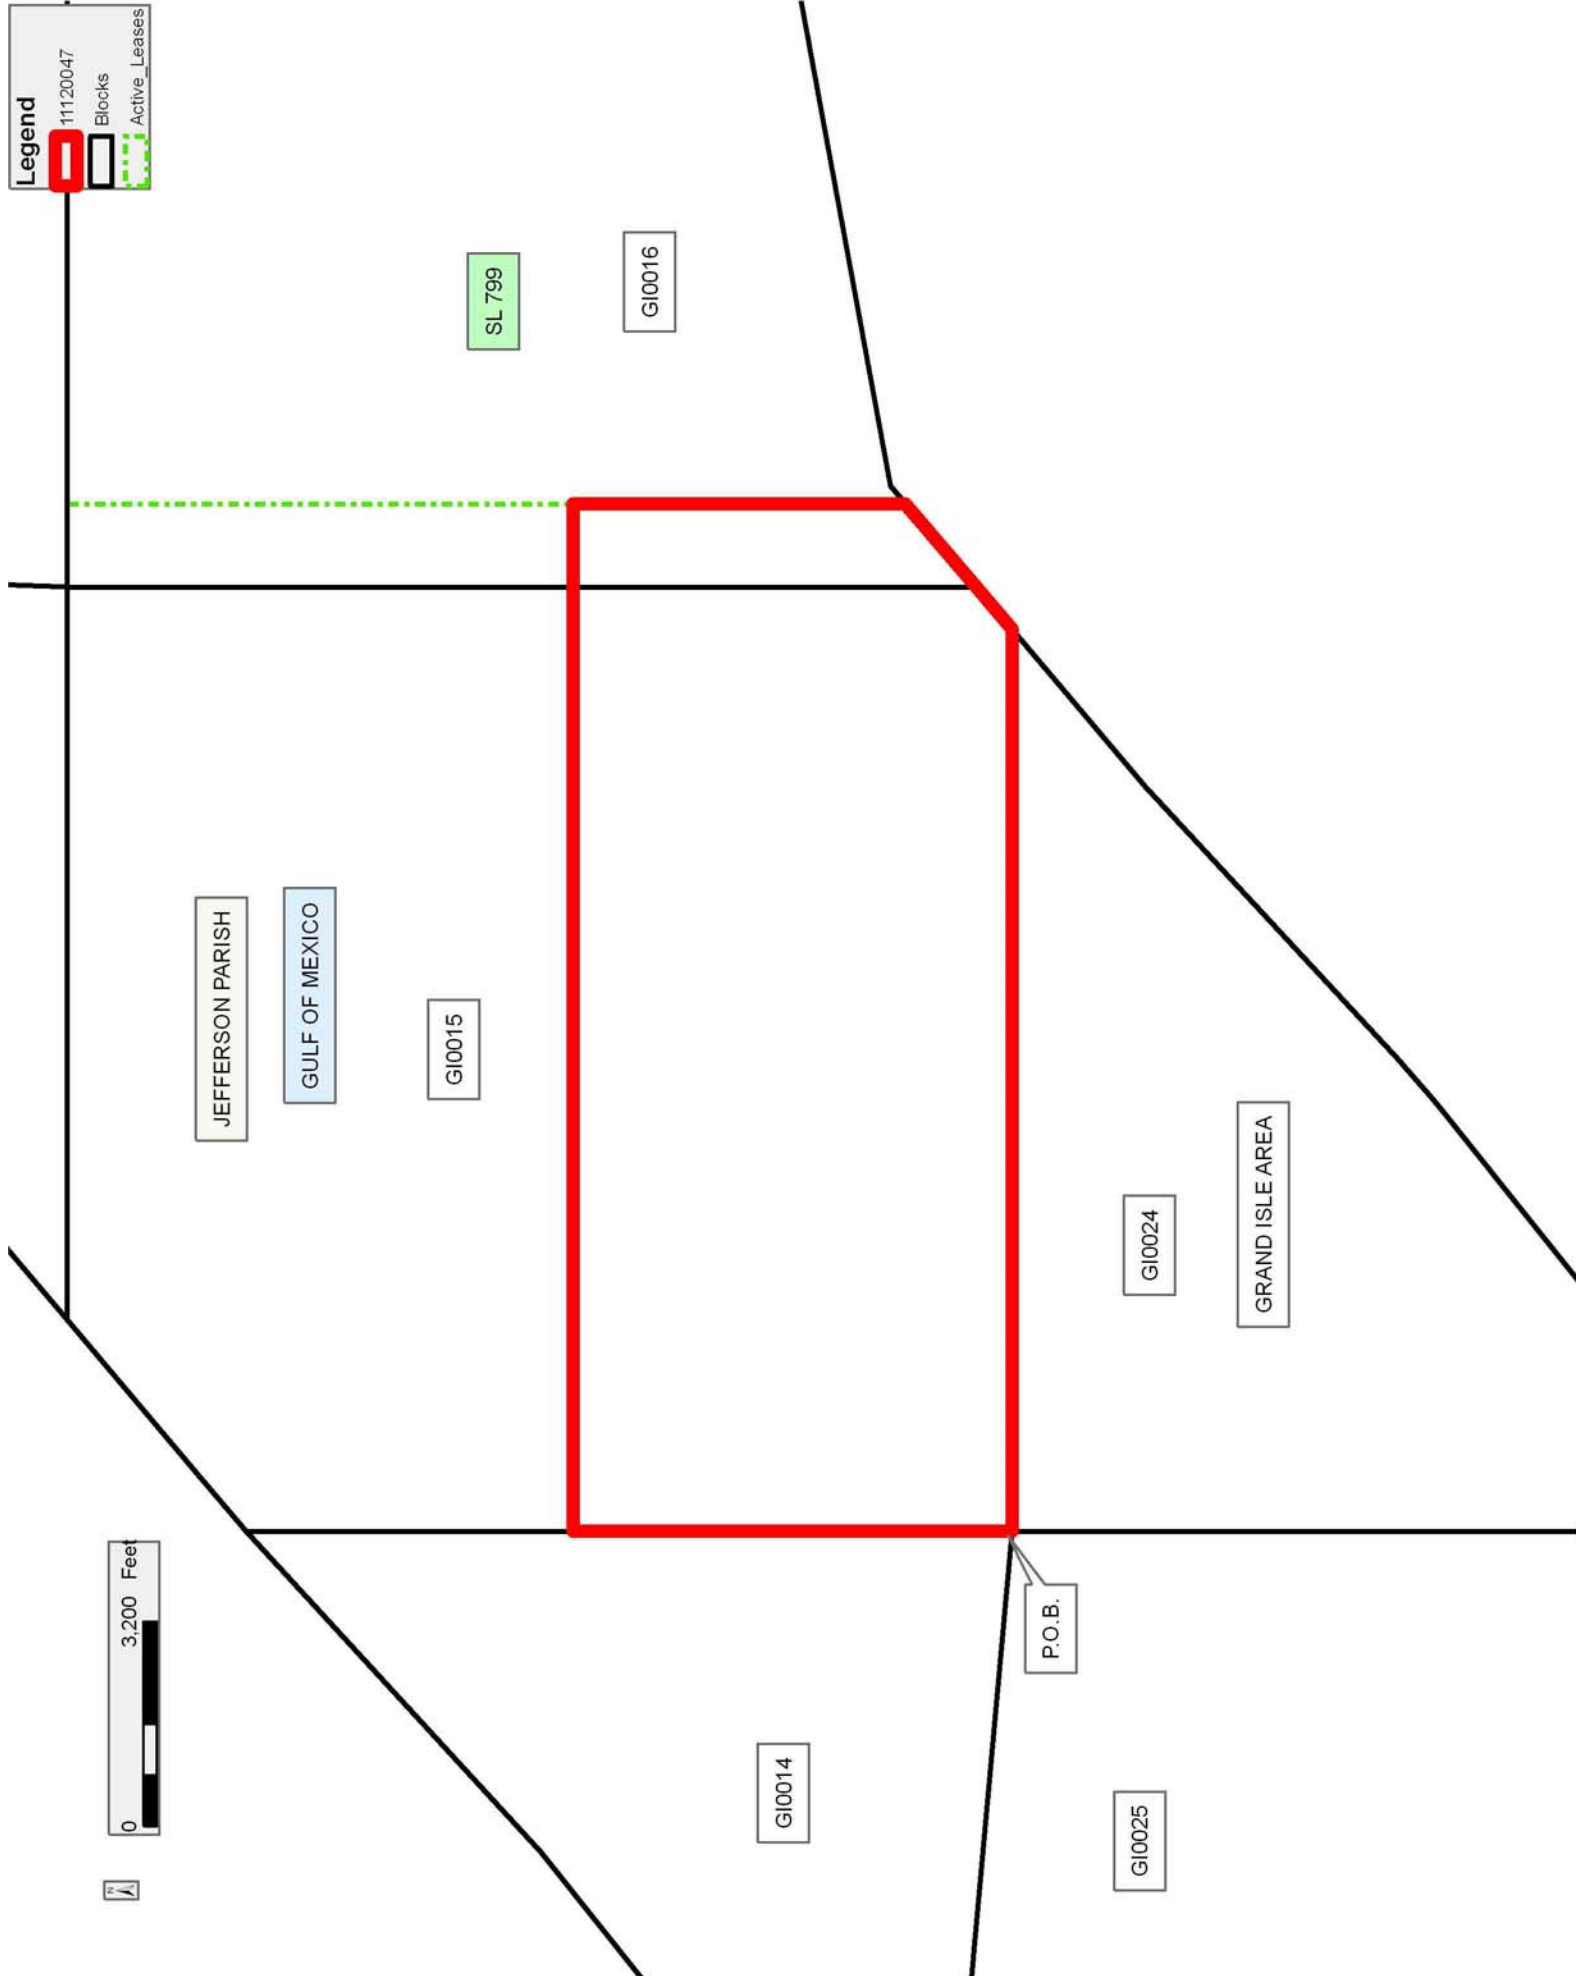 Legend
11120047
Blocks
Active_Leases
N
0 3,200 Feet
JEFFERSON PARISH
GULF OF MEXICO
SL 799
GI0016
GI0015
GI0014
P.O.B.
GI0024
GRAND ISLE AREA
GI0025